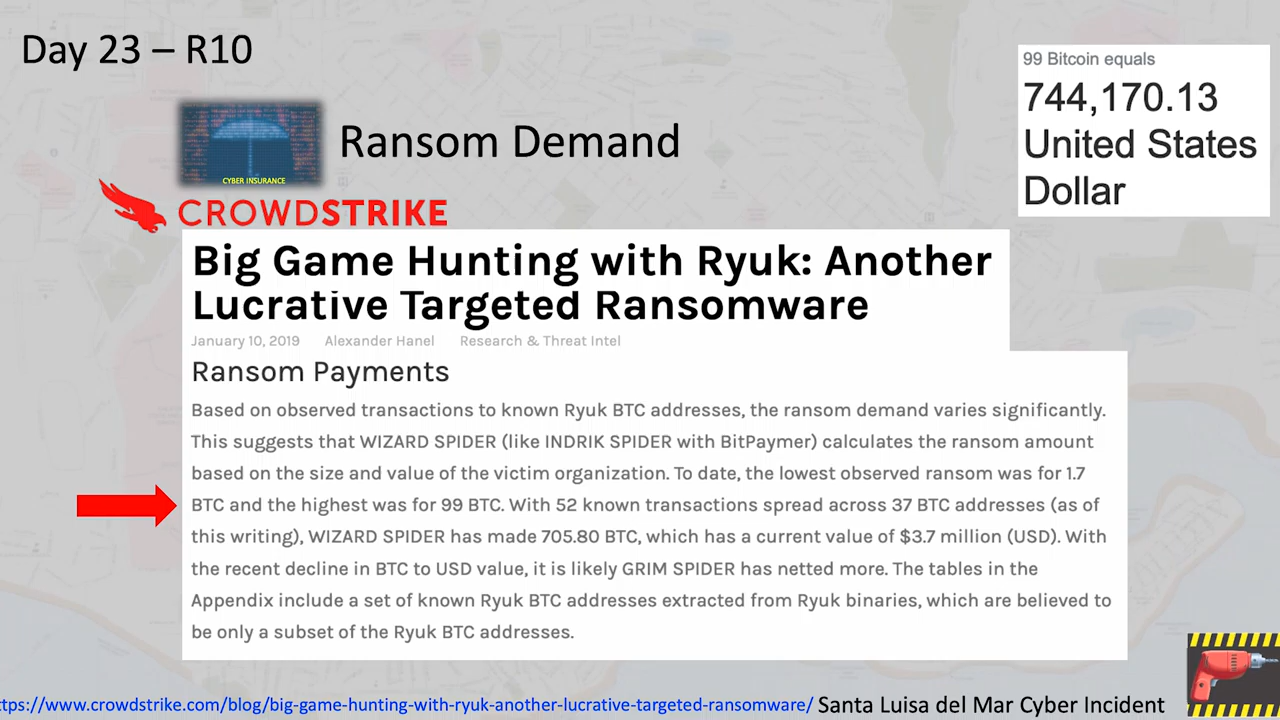 Day 23 – R10
99 Bitcoin equals
744,170.13
United States
Dollar
CYBER INSURANCE
Ransom Demand
CROWDSTRIKE
Big Game Hunting with Ryuk: Another
Lucrative Targeted Ransomware
January 10, 2019 Alexander Hanel Research & Threat Intel
Ransom Payments
Based on observed transactions to known Ryuk BTC addresses, the ransom demand varies significantly.
This suggests that WIZARD SPIDER (like INDRIK SPIDER with BitPaymer) calculates the ransom amount
based on the size and value of the victim organization. To date, the lowest observed ransom was for 1.7
BTC and the highest was for 99 BTC. With 52 known transactions spread across 37 BTC addresses (as of
this writing), WIZARD SPIDER has made 705.80 BTC, which has a current value of $3.7 million (USD). With
the recent decline in BTC to USD value, it is likely GRIM SPIDER has netted more. The tables in the
Appendix include a set of known Ryuk BTC addresses extracted from Ryuk binaries, which are believed to
be only a subset of the Ryuk BTC addresses.
ttps://www.crowdstrike.com/blog/big-game-hunting-with-ryuk-another-lucrative-targeted-ransomware/ Santa Luisa del Mar Cyber Incident